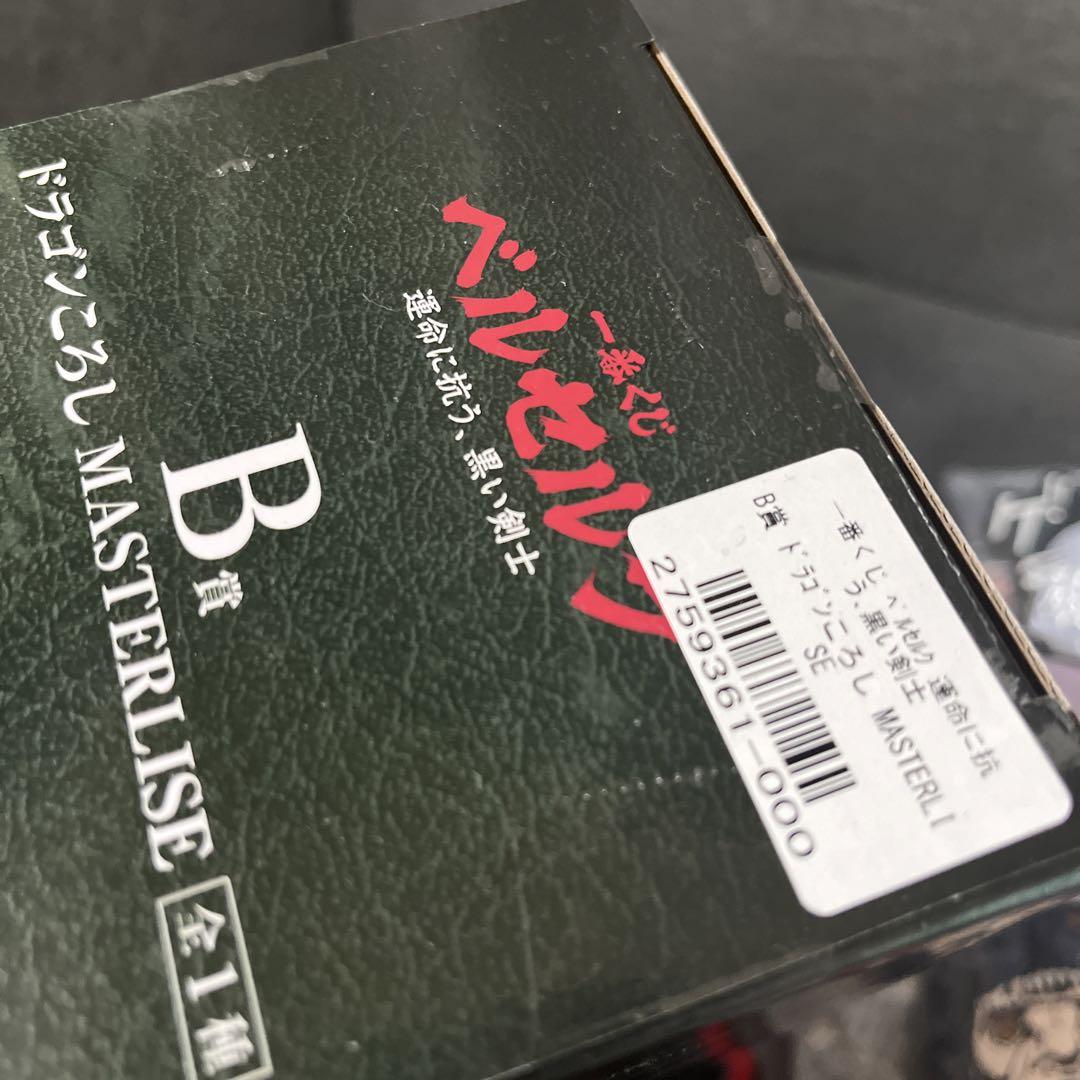 一番くじ
ベルセルク
運命に抗う、黒い剣士
B賞
ドラゴンころし MASTERLISE 全1種
一番くじ ﾍﾞﾙｾﾙｸ 運命に抗
う、黒い剣士
B賞 ﾄﾞﾗｺﾞﾝころし MASTERLI
SE
2759361-000